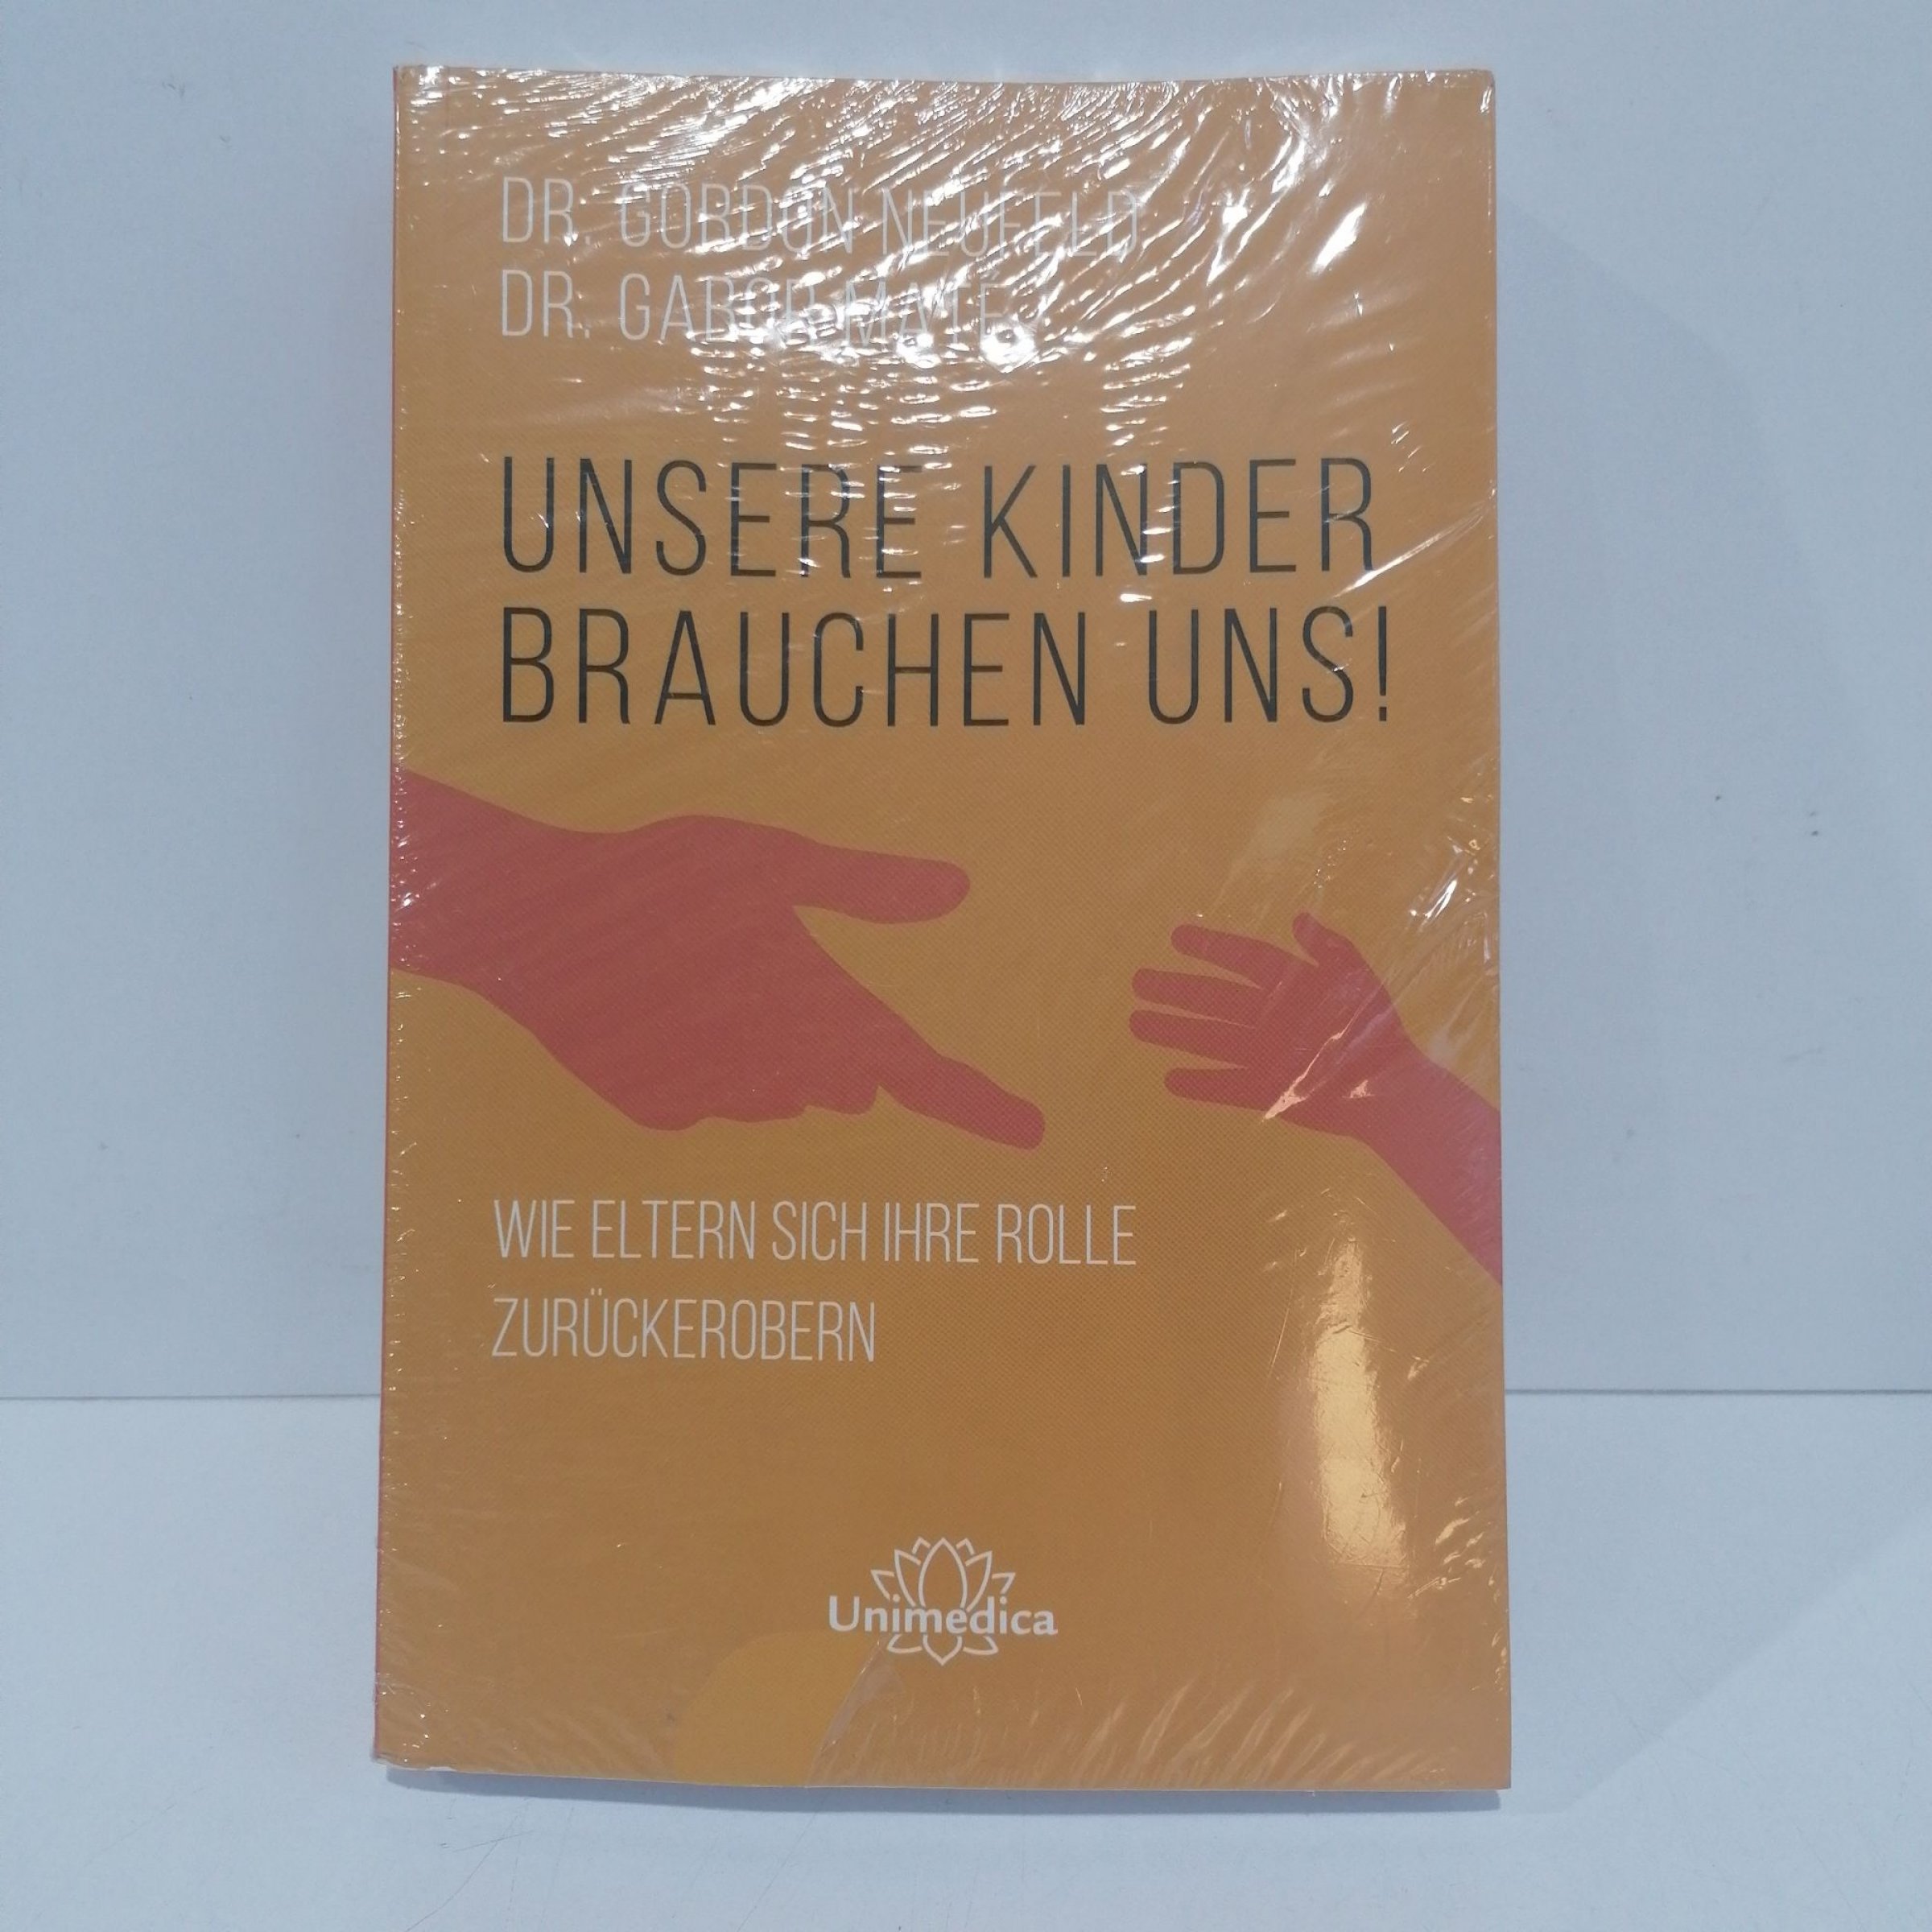 DR. GORDON NEUFELD
DR. GABOR MATÉ
UNSERE KINDER
BRAUCHEN UNS!
WIE ELTERN SICH IHRE ROLLE
ZURÜCKEROBERN
Unimedica